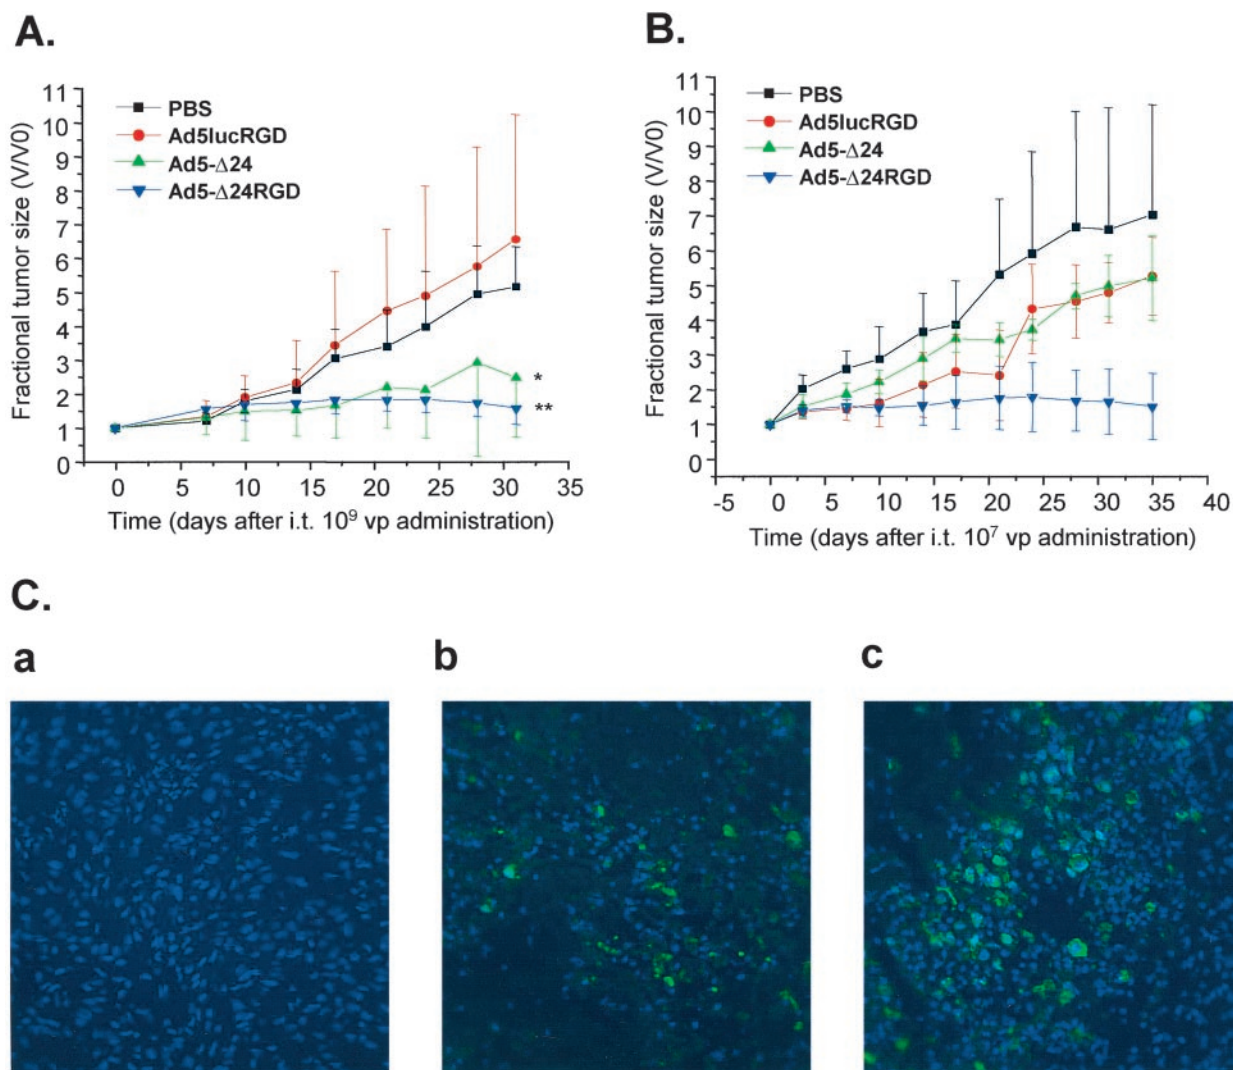 A.
PBS
Ad5lucRGD
Ad5-Δ24
Ad5-Δ24RGD
Fractional tumor size (V/V0)
11
10
9
8
7
6
5
4
3
2
1
0
*
**
0 5 10 15 20 25 30 35
Time (days after i.t. 10⁹ vp administration)
B.
PBS
Ad5lucRGD
Ad5-Δ24
Ad5-Δ24RGD
Fractional tumor size (V/V0)
11
10
9
8
7
6
5
4
3
2
1
0
-5 0 5 10 15 20 25 30 35 40
Time (days after i.t. 10⁷ vp administration)
C.
a
b
c